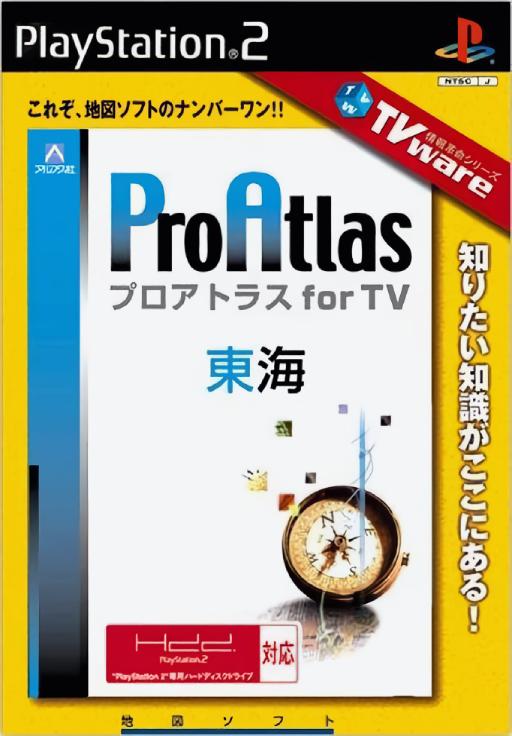 PlayStation®2
NTSC J
これぞ、地図ソフトのナンバーワン!!
TVware
情報革命シリーズ
アルプス社
ProAtlas
プロアトラス for TV
東海
知りたい知識がここにある!
N
E
W
Hdd
PlayStation 2
対応
"PlayStation 2"専用ハードディスクドライブ
地図ソフト